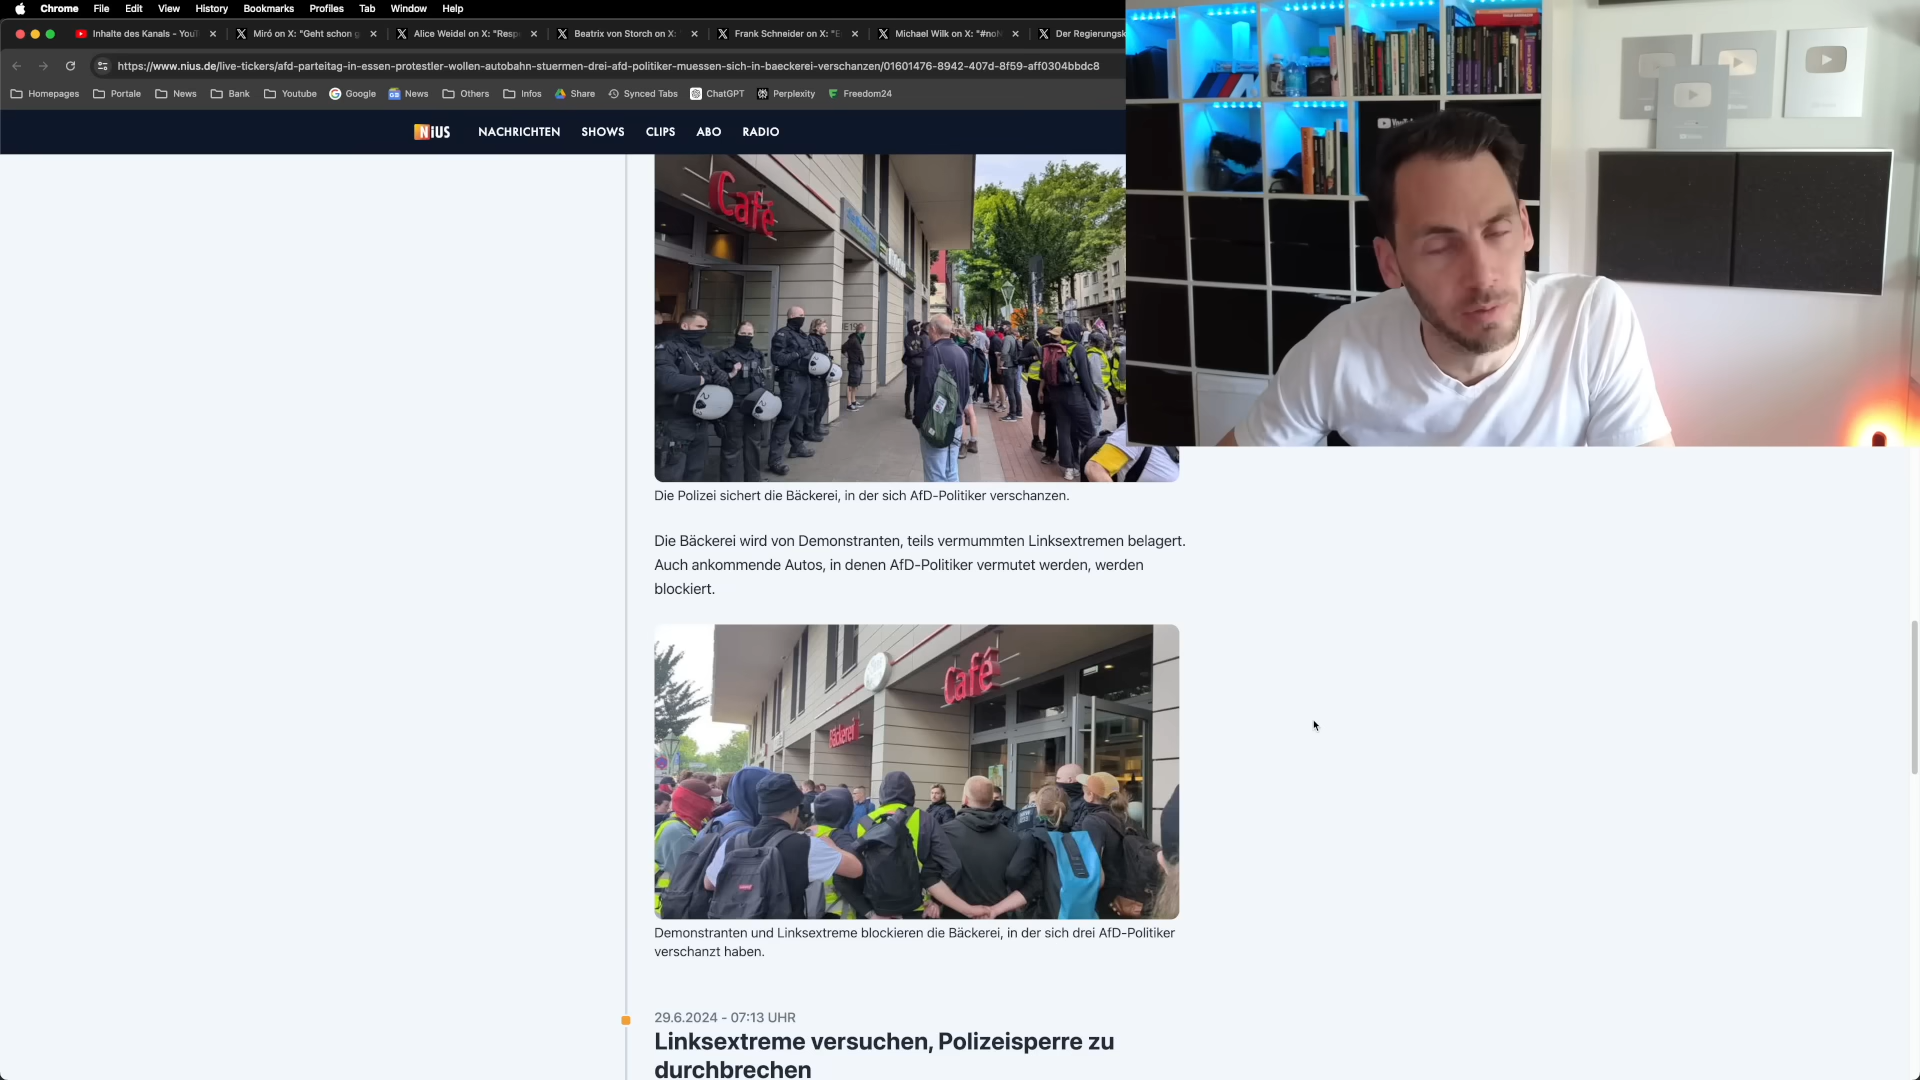 Chrome File Edit View History Bookmarks Profiles Tab Window Help
Inhalte des Kanals - YouT Miró on X: "Geht schon g Alice Weidel on X: "Resp Beatrix von Storch on X: Frank Schneider on X: "E Michael Wilk on X: "#no Der Regierungsk
https://www.nius.de/live-tickers/afd-parteitag-in-essen-protestler-wollen-autobahn-stuermen-drei-afd-politiker-muessen-sich-in-baeckerei-verschanzen/01601476-8942-407d-8f59-aff0304bbdc8
Homepages Portale News Bank Youtube Google News Others Infos Share Synced Tabs ChatGPT Perplexity Freedom24
NIUS NACHRICHTEN SHOWS CLIPS ABO RADIO
Café
Die Polizei sichert die Bäckerei, in der sich AfD-Politiker verschanzen.
Die Bäckerei wird von Demonstranten, teils vermummten Linksextremen belagert.
Auch ankommende Autos, in denen AfD-Politiker vermutet werden, werden
blockiert.
Café
Bäckerei
Demonstranten und Linksextreme blockieren die Bäckerei, in der sich drei AfD-Politiker
verschanzt haben.
29.6.2024 - 07:13 UHR
Linksextreme versuchen, Polizeisperre zu
durchbrechen